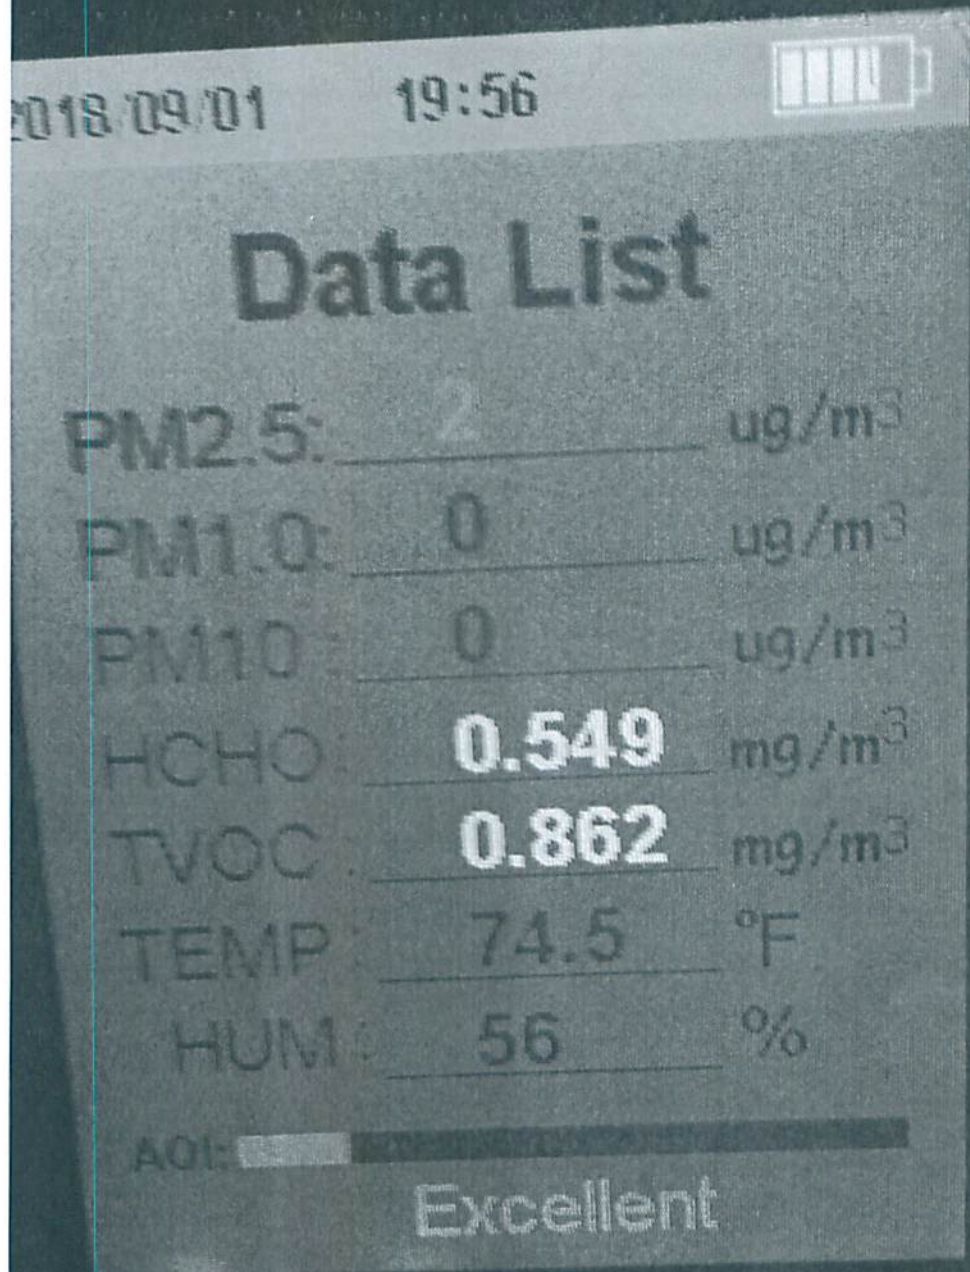 2018/09/01 19:56
Data List
PM2.5: 2 ug/m³
PM1.0: 0 ug/m³
PM10 : 0 ug/m³
HCHO : 0.549 mg/m³
TVOC : 0.862 mg/m³
TEMP : 74.5 °F
HUM : 56 %
AQI:
Excellent